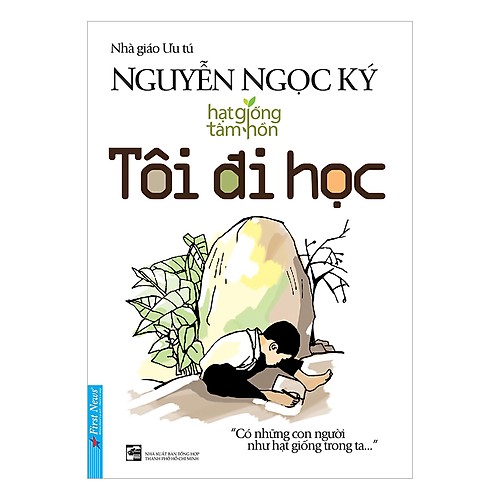 Nhà giáo Ưu tú
NGUYỄN NGỌC KÝ
hạt giống
tâm hồn
Tôi đi học
"Có những con người
như hạt giống trong ta..."
First News
NHÀ XUẤT BẢN TỔNG HỢP
THÀNH PHỐ HỒ CHÍ MINH